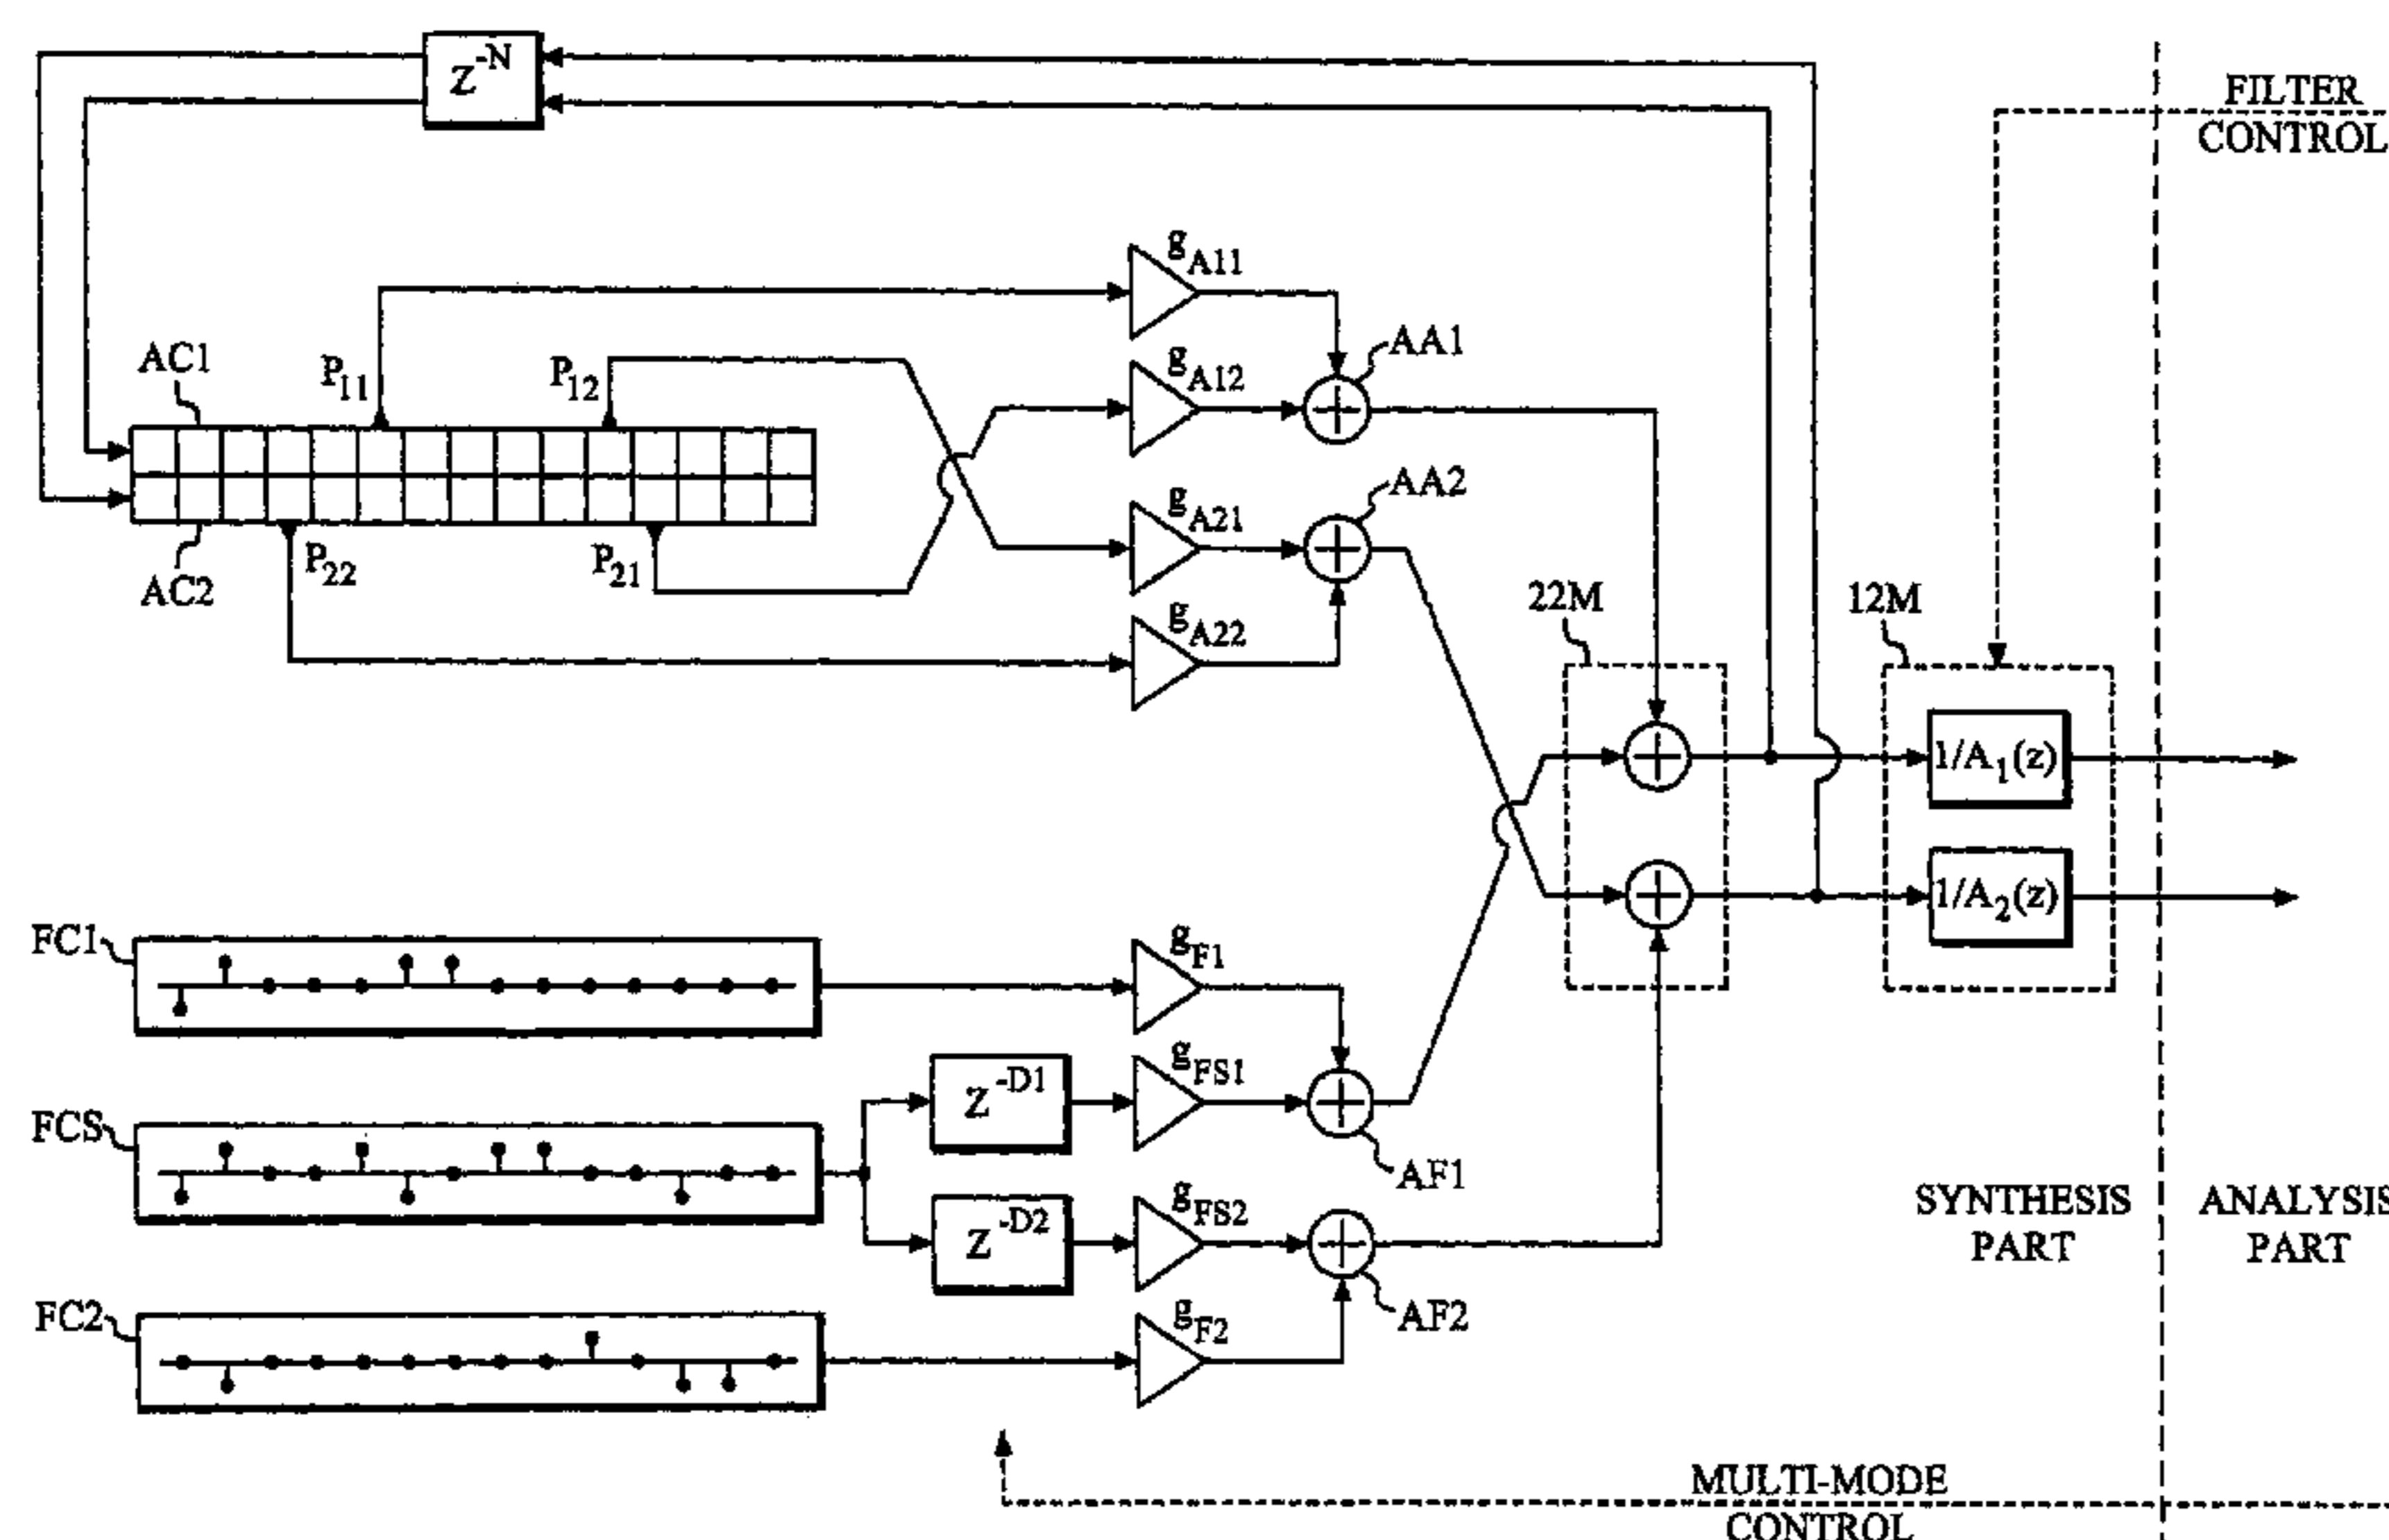 Z^-N
FILTER
CONTROL
g_A11
AC1
P_11
P_12
g_A12
AA1
g_A21
AA2
AC2
P_22
P_21
g_A22
22M
12M
1/A_1(z)
1/A_2(z)
FC1
g_F1
FCS
Z^-D1
g_FS1
AF1
Z^-D2
g_FS2
SYNTHESIS
PART
ANALYSIS
PART
FC2
g_F2
AF2
MULTI-MODE
CONTROL